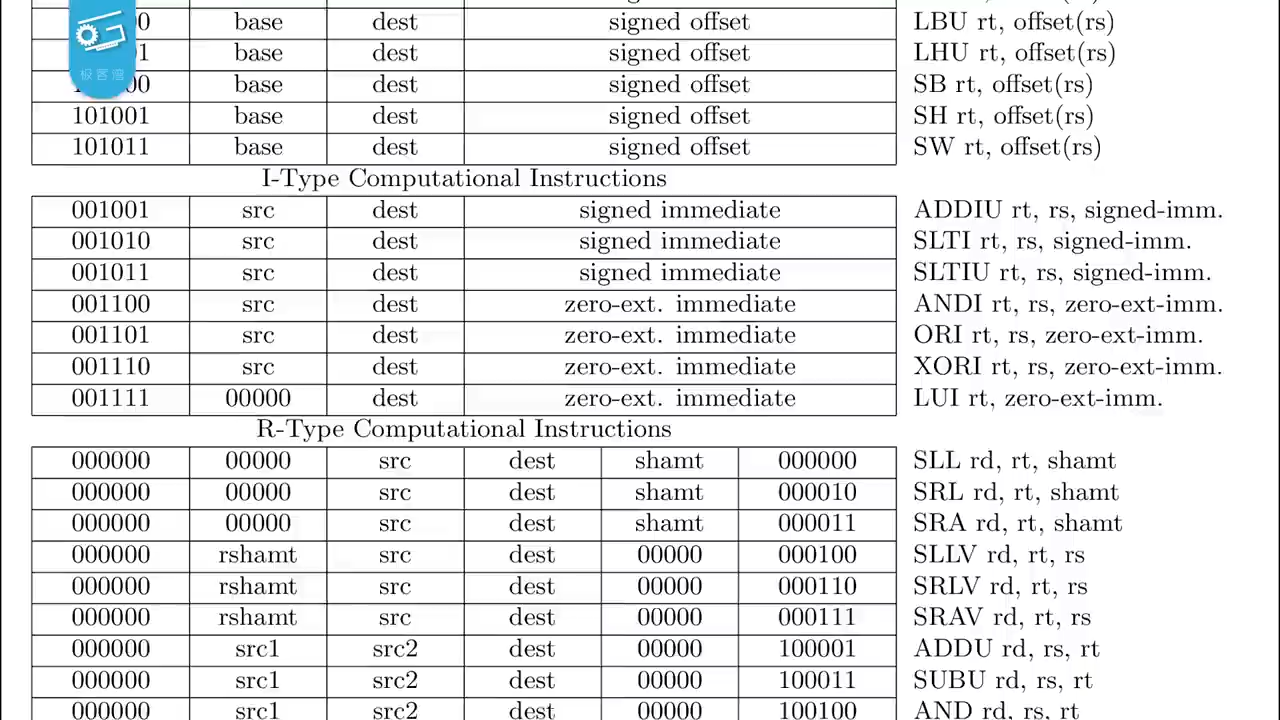 00 base dest signed offset LBU rt, offset(rs)
01 base dest signed offset LHU rt, offset(rs)
极客湾 00 base dest signed offset SB rt, offset(rs)
101001 base dest signed offset SH rt, offset(rs)
101011 base dest signed offset SW rt, offset(rs)
I-Type Computational Instructions
001001 src dest signed immediate ADDIU rt, rs, signed-imm.
001010 src dest signed immediate SLTI rt, rs, signed-imm.
001011 src dest signed immediate SLTIU rt, rs, signed-imm.
001100 src dest zero-ext. immediate ANDI rt, rs, zero-ext-imm.
001101 src dest zero-ext. immediate ORI rt, rs, zero-ext-imm.
001110 src dest zero-ext. immediate XORI rt, rs, zero-ext-imm.
001111 00000 dest zero-ext. immediate LUI rt, zero-ext-imm.
R-Type Computational Instructions
000000 00000 src dest shamt 000000 SLL rd, rt, shamt
000000 00000 src dest shamt 000010 SRL rd, rt, shamt
000000 00000 src dest shamt 000011 SRA rd, rt, shamt
000000 rshamt src dest 00000 000100 SLLV rd, rt, rs
000000 rshamt src dest 00000 000110 SRLV rd, rt, rs
000000 rshamt src dest 00000 000111 SRAV rd, rt, rs
000000 src1 src2 dest 00000 100001 ADDU rd, rs, rt
000000 src1 src2 dest 00000 100011 SUBU rd, rs, rt
000000 src1 src2 dest 00000 100100 AND rd, rs, rt